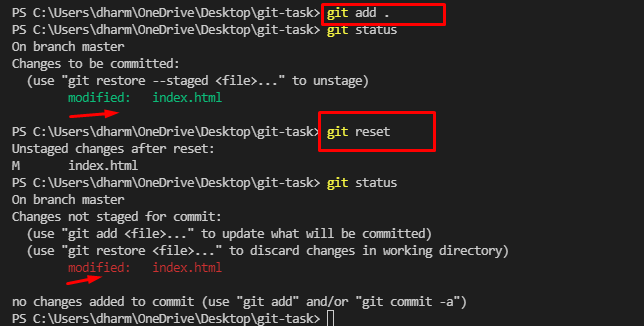 PS C:\Users\dharm\OneDrive\Desktop\git-task> git add .
PS C:\Users\dharm\OneDrive\Desktop\git-task> git status
On branch master
Changes to be committed:
  (use "git restore --staged <file>..." to unstage)
        modified:   index.html
PS C:\Users\dharm\OneDrive\Desktop\git-task> git reset
Unstaged changes after reset:
M       index.html
PS C:\Users\dharm\OneDrive\Desktop\git-task> git status
On branch master
Changes not staged for commit:
  (use "git add <file>..." to update what will be committed)
  (use "git restore <file>..." to discard changes in working directory)
        modified:   index.html
no changes added to commit (use "git add" and/or "git commit -a")
PS C:\Users\dharm\OneDrive\Desktop\git-task>